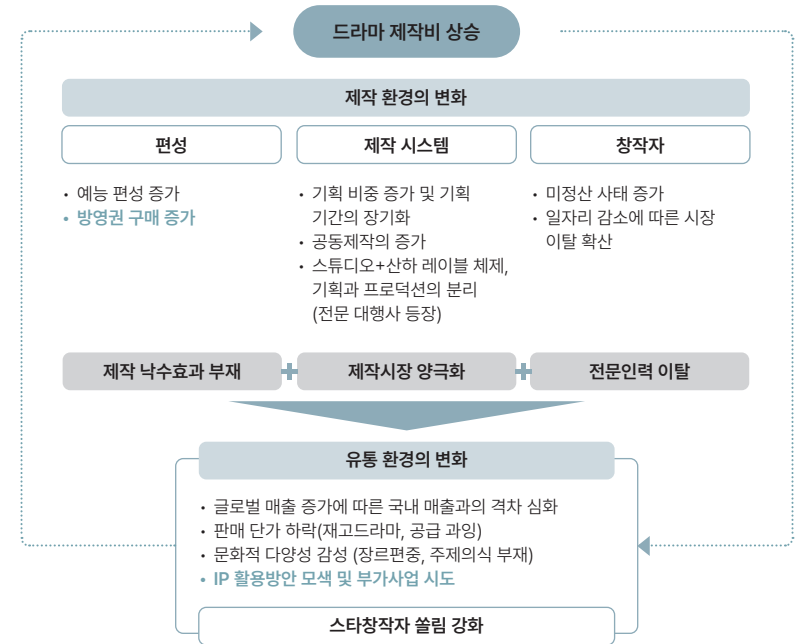 드라마 제작비 상승
제작 환경의 변화
편성
• 예능 편성 증가
• 방영권 구매 증가
제작 시스템
• 기획 비중 증가 및 기획
기간의 장기화
• 공동제작의 증가
• 스튜디오+산하 레이블 체제,
기획과 프로덕션의 분리
(전문 대행사 등장)
창작자
• 미정산 사태 증가
• 일자리 감소에 따른 시장
이탈 확산
제작 낙수효과 부재 + 제작시장 양극화 + 전문인력 이탈
유통 환경의 변화
• 글로벌 매출 증가에 따른 국내 매출과의 격차 심화
• 판매 단가 하락(재고드라마, 공급 과잉)
• 문화적 다양성 감성 (장르편중, 주제의식 부재)
• IP 활용방안 모색 및 부가사업 시도
스타창작자 쏠림 강화